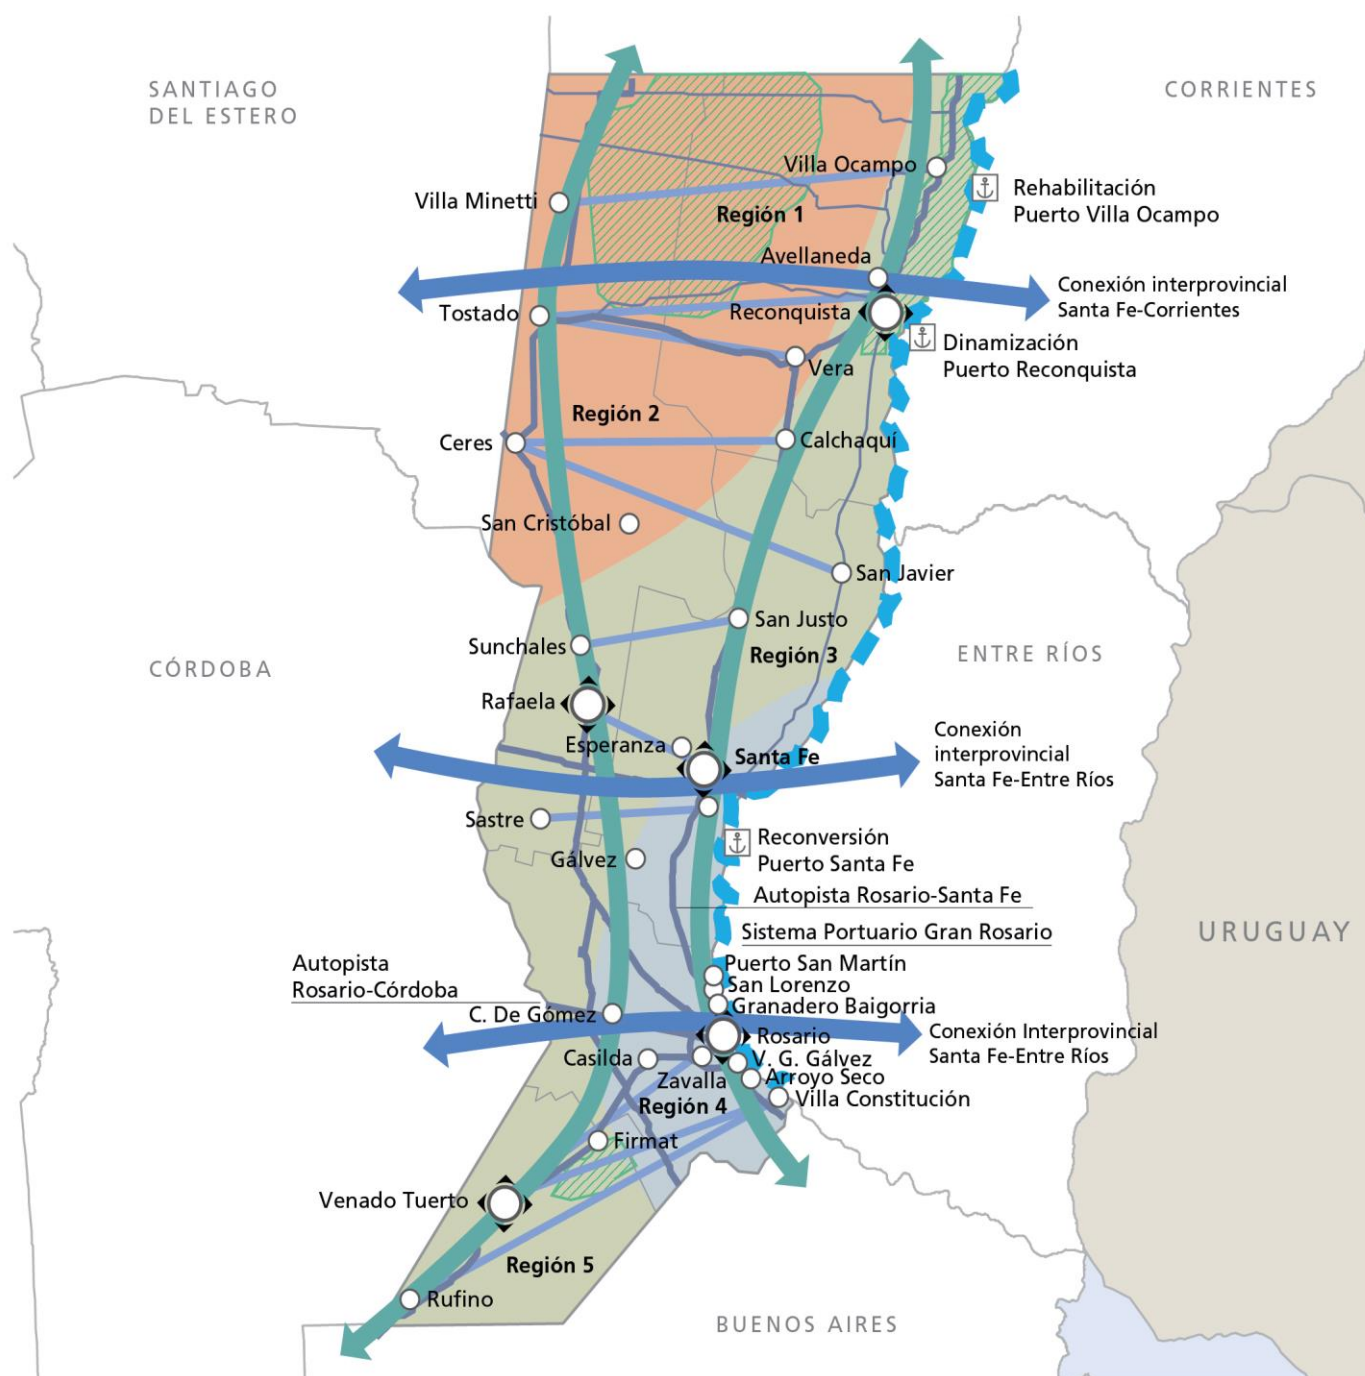 SANTIAGO
DEL ESTERO
CORRIENTES
Villa Ocampo
Villa Minetti
Rehabilitación
Puerto Villa Ocampo
Región 1
Avellaneda
Conexión interprovincial
Santa Fe-Corrientes
Tostado
Reconquista
Dinamización
Puerto Reconquista
Vera
Región 2
Ceres
Calchaquí
San Cristóbal
San Javier
San Justo
Sunchales
Región 3
ENTRE RÍOS
CÓRDOBA
Rafaela
Esperanza
Santa Fe
Conexión
interprovincial
Santa Fe-Entre Ríos
Sastre
Gálvez
Reconversión
Puerto Santa Fe
Autopista Rosario-Santa Fe
Sistema Portuario Gran Rosario
URUGUAY
Autopista
Rosario-Córdoba
Puerto San Martín
San Lorenzo
Granadero Baigorria
C. De Gómez
Rosario
Conexión Interprovincial
Santa Fe-Entre Ríos
Casilda
V. G. Gálvez
Zavalla
Arroyo Seco
Región 4
Villa Constitución
Firmat
Venado Tuerto
Región 5
Rufino
BUENOS AIRES